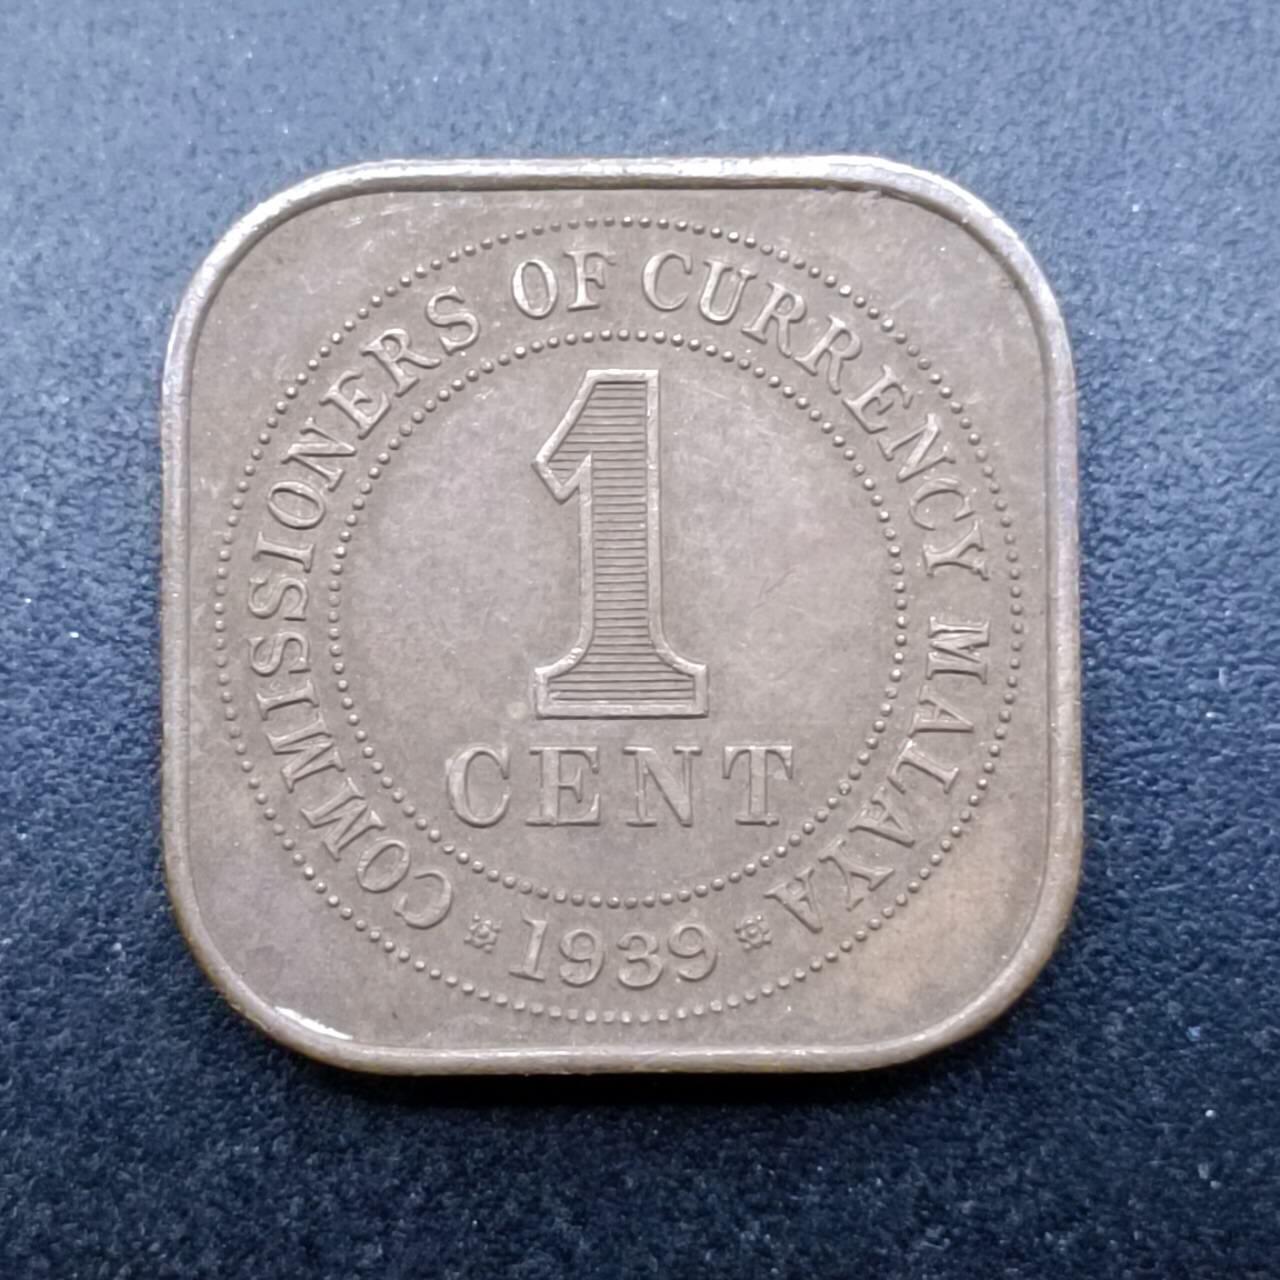 COMMISSIONERS OF CURRENCY MALAYA
1
CENT
1939